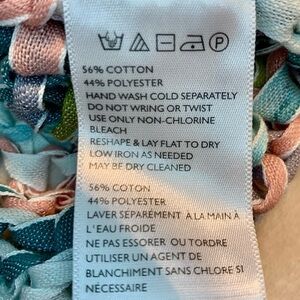 56% COTTON
44% POLYESTER
HAND WASH COLD SEPARATELY
DO NOT WRING OR TWIST
USE ONLY NON-CHLORINE
BLEACH
RESHAPE & LAY FLAT TO DRY
LOW IRON AS NEEDED
MAY BE DRY CLEANED
56% COTON
44% POLYESTER
LAVER SEPARÉMENT À LA MAIN À
L'EAU FROIDE
NE PAS ESSORER OU TORDRE
UTILISER UN AGENT DE
BLANCHIMENT SANS CHLORE SI
NÉCESSAIRE